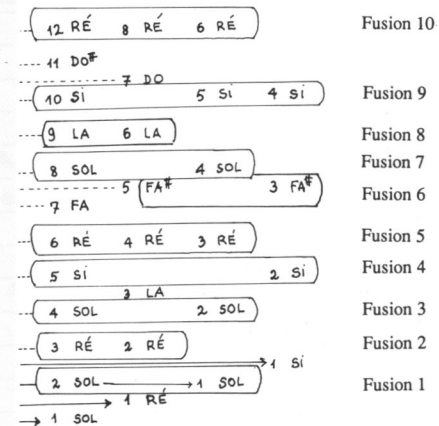 12 RÉ 8 RÉ 6 RÉ Fusion 10
11 DO#
7 DO
10 Si 5 Si 4 Si Fusion 9
9 LA 6 LA Fusion 8
8 SOL 4 SOL Fusion 7
5 FA# 3 FA# Fusion 6
7 FA
6 RÉ 4 RÉ 3 RÉ Fusion 5
5 Si 2 Si Fusion 4
3 LA
4 SOL 2 SOL Fusion 3
3 RÉ 2 RÉ Fusion 2
1 Si
2 SOL 1 SOL Fusion 1
1 RÉ
1 SOL